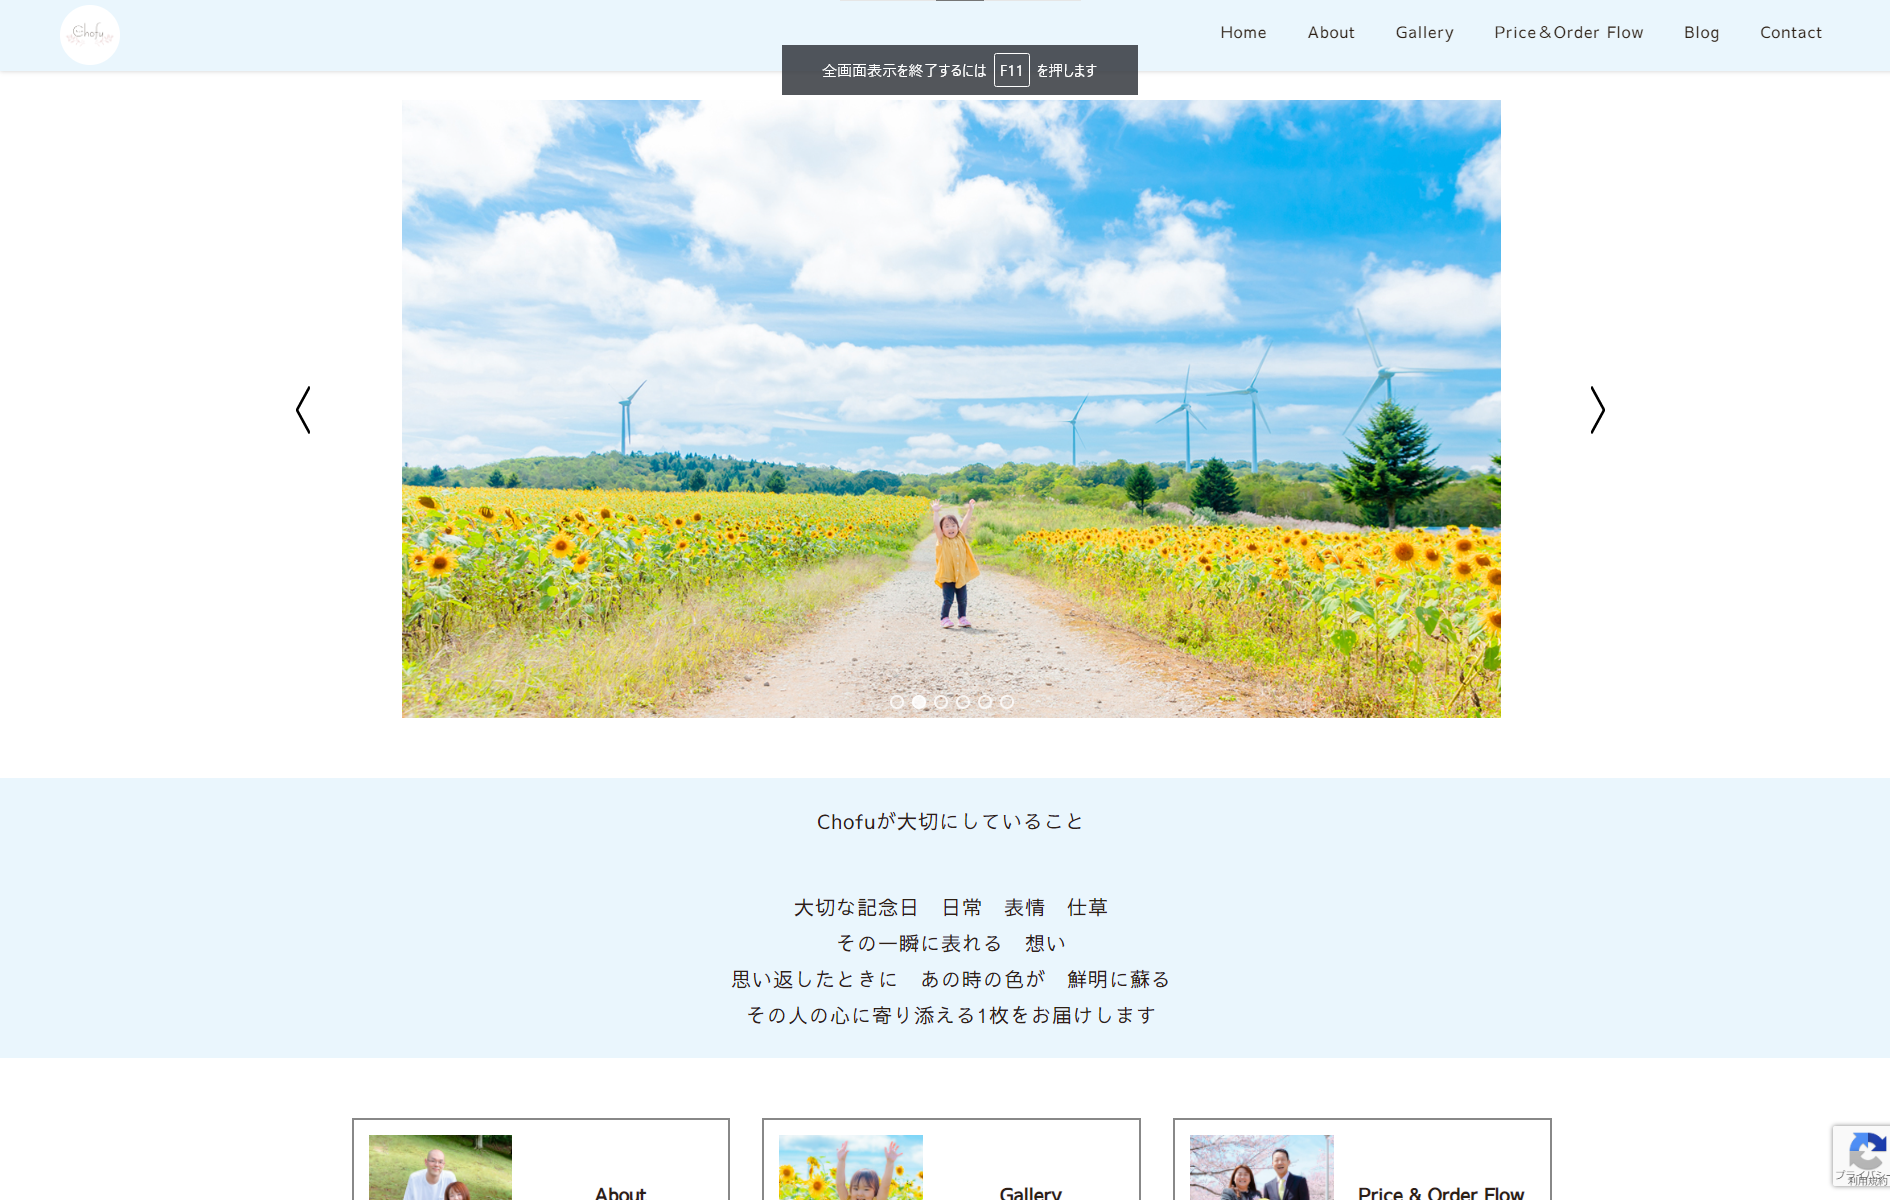 Chofu
Home About Gallery Price＆Order Flow Blog Contact
全画面表示を終了するには F11 を押します
Chofuが大切にしていること
大切な記念日　日常　表情　仕草
その一瞬に表れる　想い
思い返したときに　あの時の色が　鮮明に蘇る
その人の心に寄り添える1枚をお届けします
About
Gallery
Price & Order Flow
プライバシー
利用規約